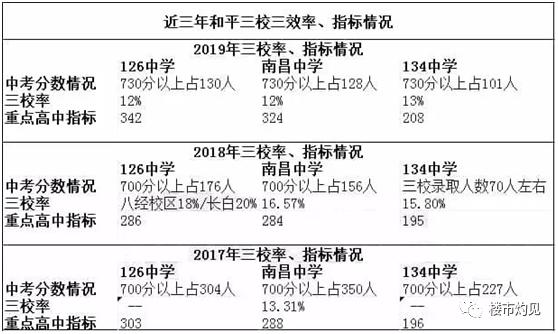 近三年和平三校三效率、指标情况
2019年三校率、指标情况
126中学 南昌中学 134中学
中考分数情况 730分以上占130人 730分以上占128人 730分以上占101人
三校率 12% 12% 13%
重点高中指标 342 324 208
2018年三校率、指标情况
126中学 南昌中学 134中学
中考分数情况 700分以上占176人 700分以上占156人 三校录取人数70人左右
三校率 八经校区18%/长白20% 16.57% 15.80%
重点高中指标 286 284 195
2017年三校率、指标情况
126中学 南昌中学 134中学
中考分数情况 700分以上占304人 700分以上占350人 700分以上占227人
三校率 -- 13.31% --
重点高中指标 303 288 196
楼市灼见